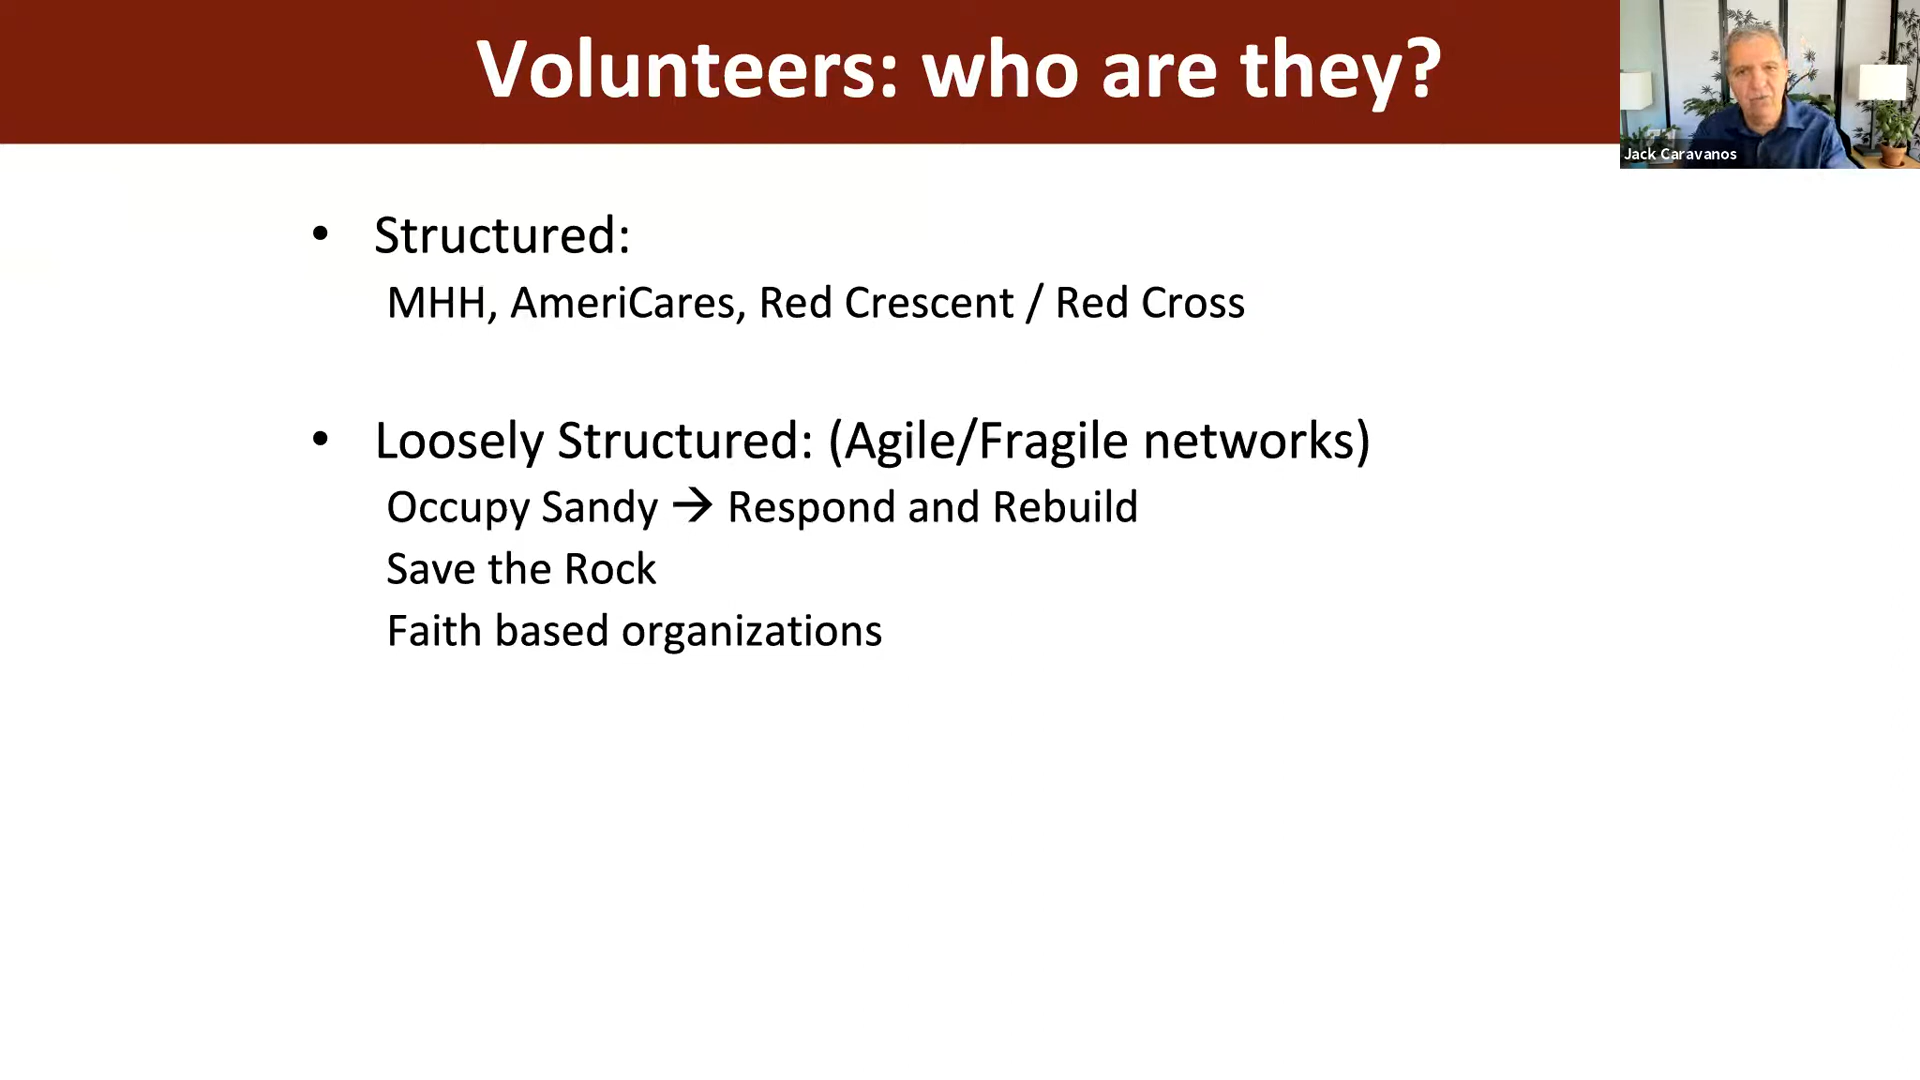 Volunteers: who are they?
Jack Caravanos
• Structured:
MHH, AmeriCares, Red Crescent / Red Cross
• Loosely Structured: (Agile/Fragile networks)
Occupy Sandy → Respond and Rebuild
Save the Rock
Faith based organizations